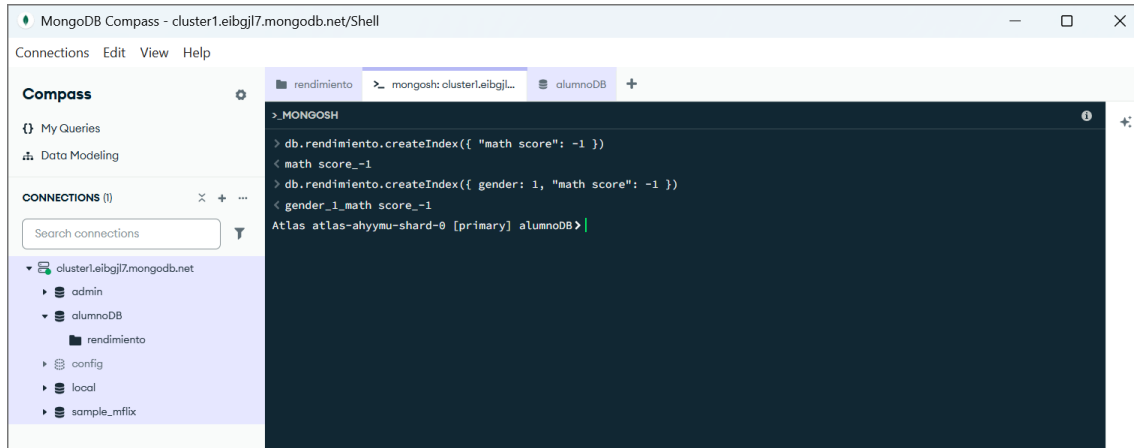 MongoDB Compass - cluster1.eibgjl7.mongodb.net/Shell
Connections Edit View Help
Compass
My Queries
Data Modeling
CONNECTIONS (1)
Search connections
cluster1.eibgjl7.mongodb.net
admin
alumnoDB
rendimiento
config
local
sample_mflix
rendimiento
>_ mongosh: cluster1.eibgjl...
alumnoDB
>_MONGOSH
> db.rendimiento.createIndex({ "math score": -1 })
< math score_-1
> db.rendimiento.createIndex({ gender: 1, "math score": -1 })
< gender_1_math score_-1
Atlas atlas-ahyymu-shard-0 [primary] alumnoDB>